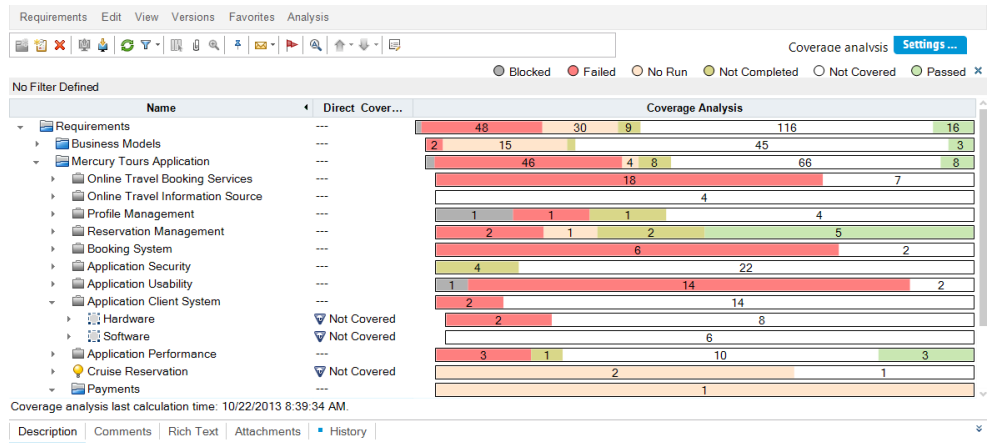 Requirements Edit View Versions Favorites Analysis
Coverage analysis Settings ...
Blocked Failed No Run Not Completed Not Covered Passed
No Filter Defined
Name Direct Cover... Coverage Analysis
Requirements --- 48 30 9 116 16
Business Models --- 2 15 45 3
Mercury Tours Application --- 46 4 8 66 8
Online Travel Booking Services --- 18 7
Online Travel Information Source --- 4
Profile Management --- 1 1 1 4
Reservation Management --- 2 1 2 5
Booking System --- 6 2
Application Security --- 4 22
Application Usability --- 1 14 2
Application Client System --- 2 14
Hardware Not Covered 2 8
Software Not Covered 6
Application Performance --- 3 1 10 3
Cruise Reservation Not Covered 2 1
Payments --- 1
Coverage analysis last calculation time: 10/22/2013 8:39:34 AM.
Description Comments Rich Text Attachments History